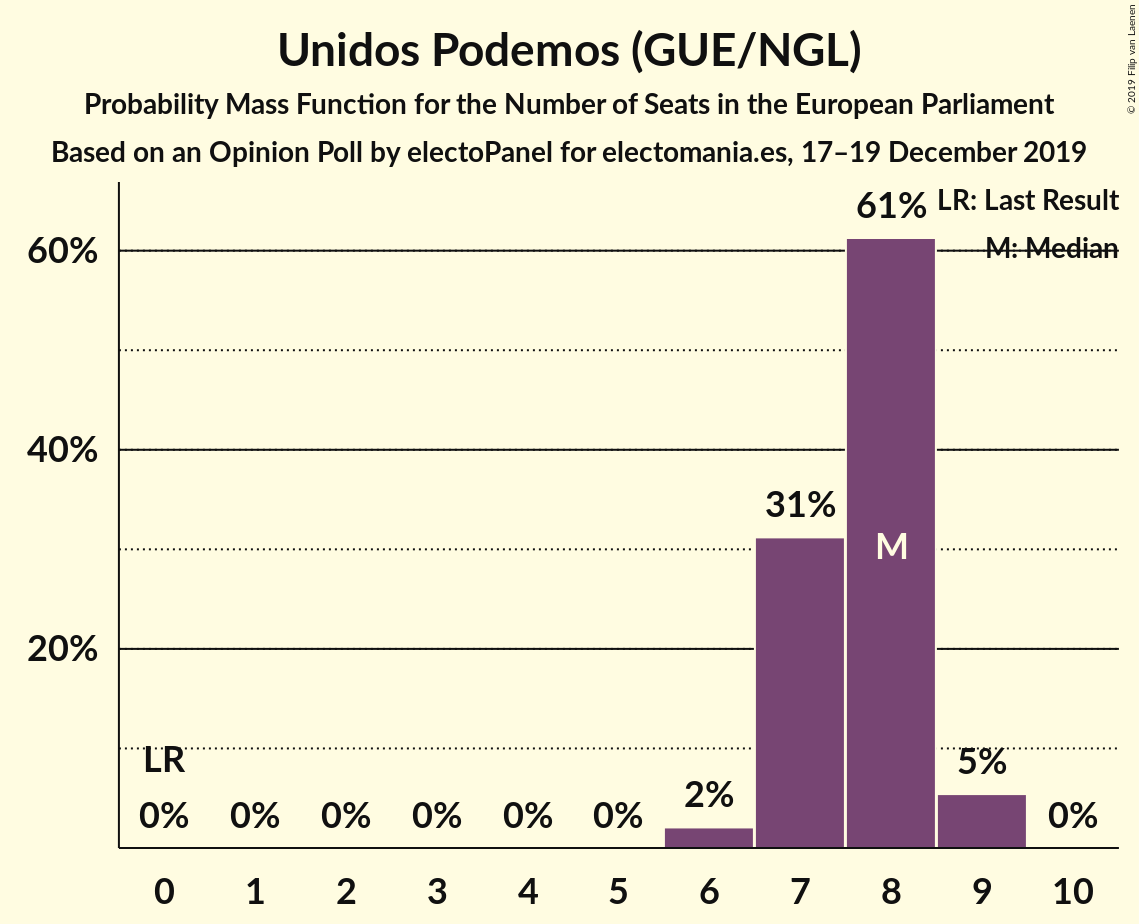 Unidos Podemos (GUE/NGL)
Probability Mass Function for the Number of Seats in the European Parliament
Based on an Opinion Poll by electoPanel for electomania.es, 17–19 December 2019
© 2019 Filip van Laenen
LR: Last Result
M: Median
60%
40%
20%
LR
0%
0%
0%
0%
0%
0%
2%
31%
61%
M
5%
0%
0 1 2 3 4 5 6 7 8 9 10